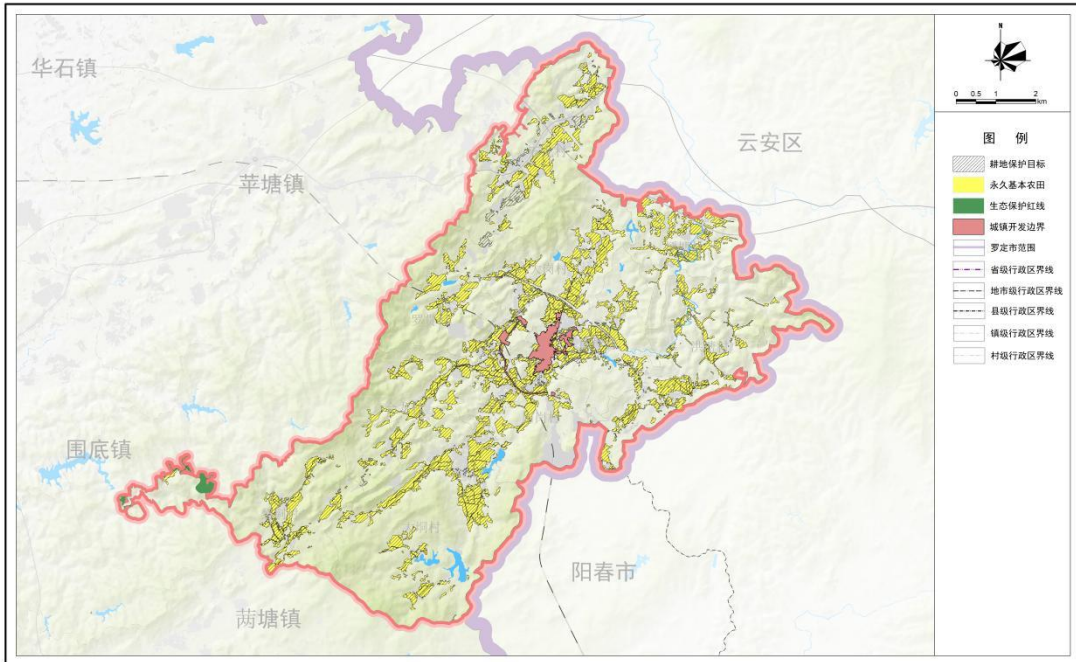 华石镇
苹塘镇
云安区
围底镇
阳春市
苘塘镇
N
0 0.5 1 2
km
图 例
耕地保护目标
永久基本农田
生态保护红线
城镇开发边界
罗定市范围
省级行政区界线
地市级行政区界线
县级行政区界线
镇级行政区界线
村级行政区界线